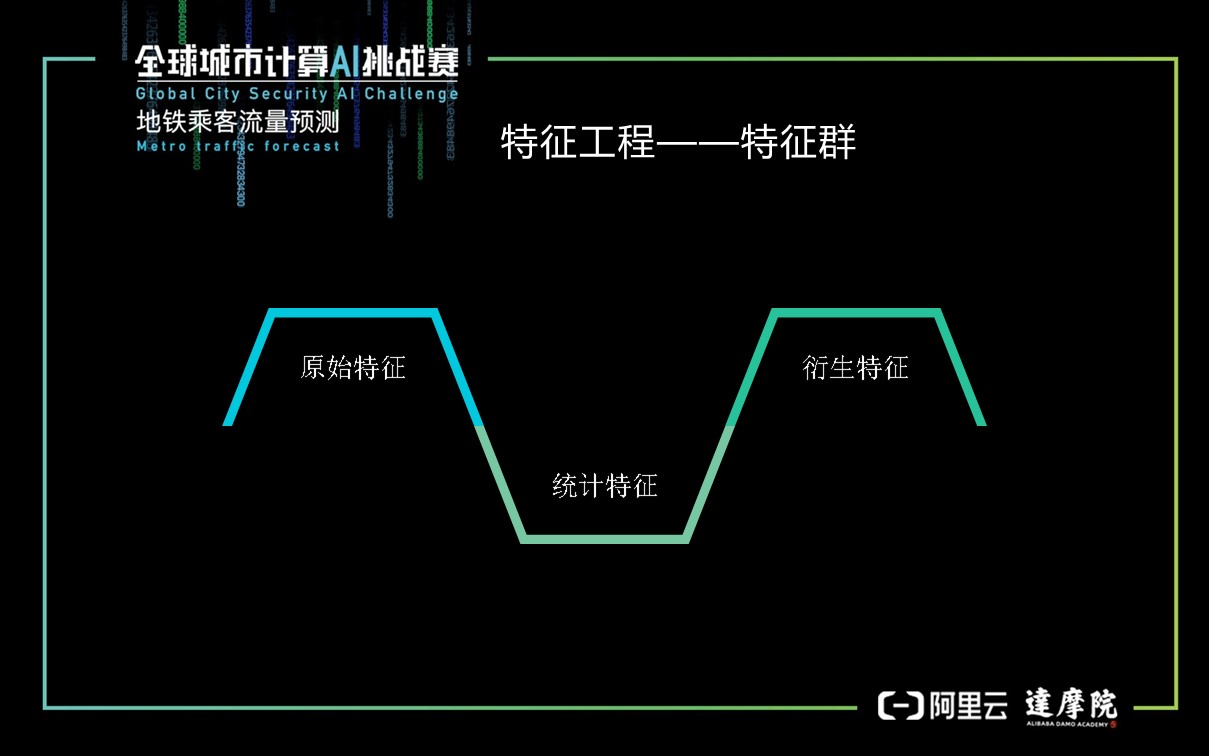 全球城市计算AI挑战赛
Global City Security AI Challenge
地铁乘客流量预测
Metro traffic forecast
特征工程——特征群
原始特征
衍生特征
统计特征
阿里云
達摩院
ALIBABA DAMO ACADEMY